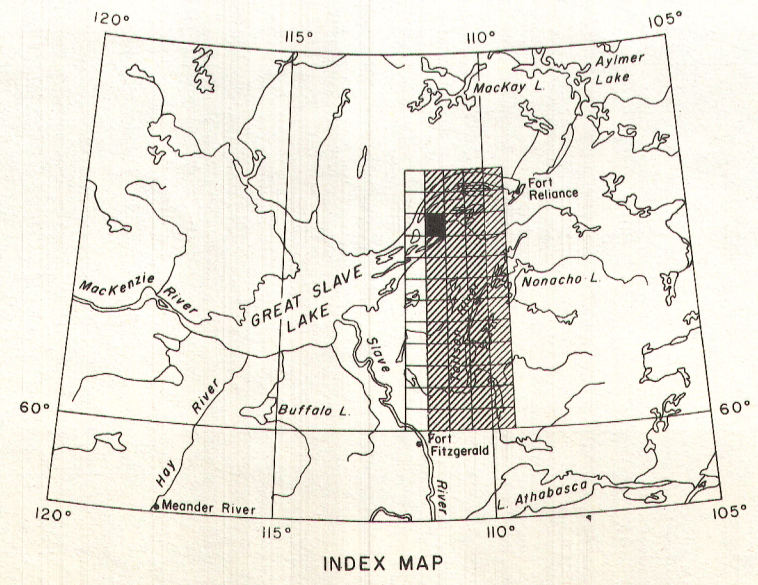 120°
115°
110°
105°
Aylmer
Lake
MacKay L.
Fort
Reliance
MacKenzie River
GREAT SLAVE
LAKE
Nonacho L.
Slave
River
Hay
Buffalo L.
60°
60°
Fort
Fitzgerald
River
L. Athabasca
Meander River
120°
115°
110°
105°
INDEX MAP